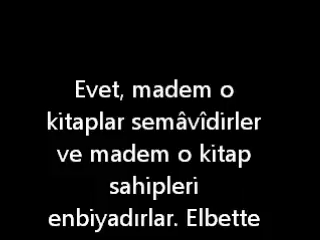 Evet, madem o
kitaplar semâvîdirler
ve madem o kitap
sahipleri
enbiyadırlar. Elbette